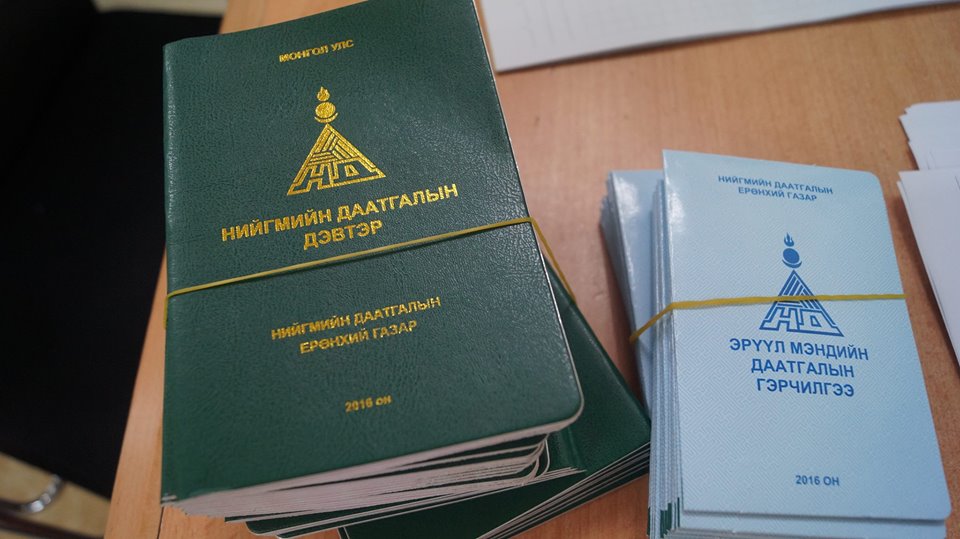 МОНГОЛ УЛС
НД
НИЙГМИЙН ДААТГАЛЫН
ДЭВТЭР
НИЙГМИЙН ДААТГАЛЫН
ЕРӨНХИЙ ГАЗАР
2016 он
НИЙГМИЙН ДААТГАЛЫН
ЕРӨНХИЙ ГАЗАР
НД
ЭРҮҮЛ МЭНДИЙН
ДААТГАЛЫН
ГЭРЧИЛГЭЭ
2016 ОН